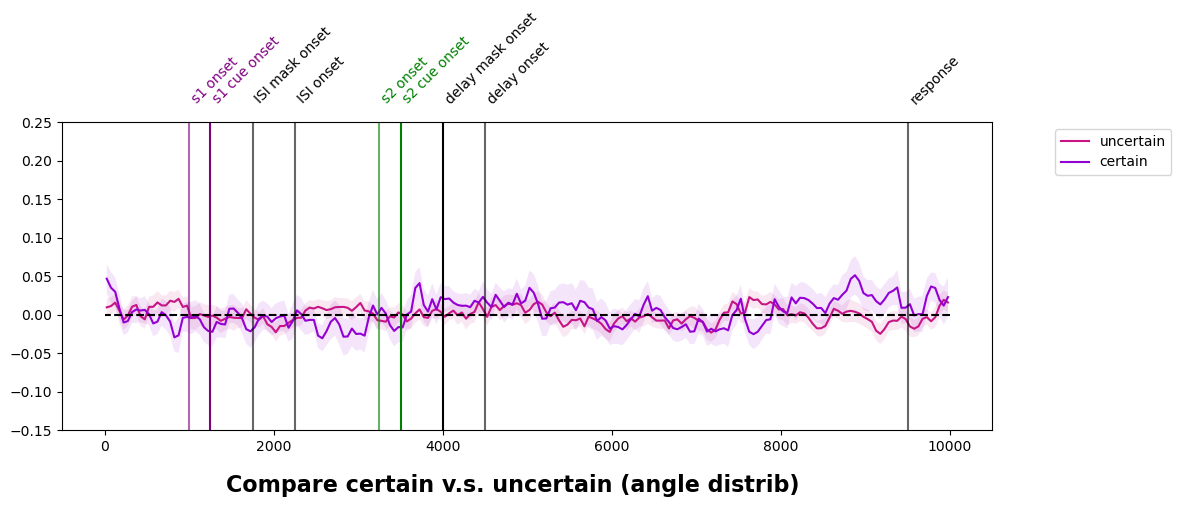 s1 onset
s1 cue onset
ISI mask onset
ISI onset
s2 onset
s2 cue onset
delay mask onset
delay onset
response
0.25
0.20
0.15
0.10
0.05
0.00
−0.05
−0.10
−0.15
0
2000
4000
6000
8000
10000
uncertain
certain
Compare certain v.s. uncertain (angle distrib)